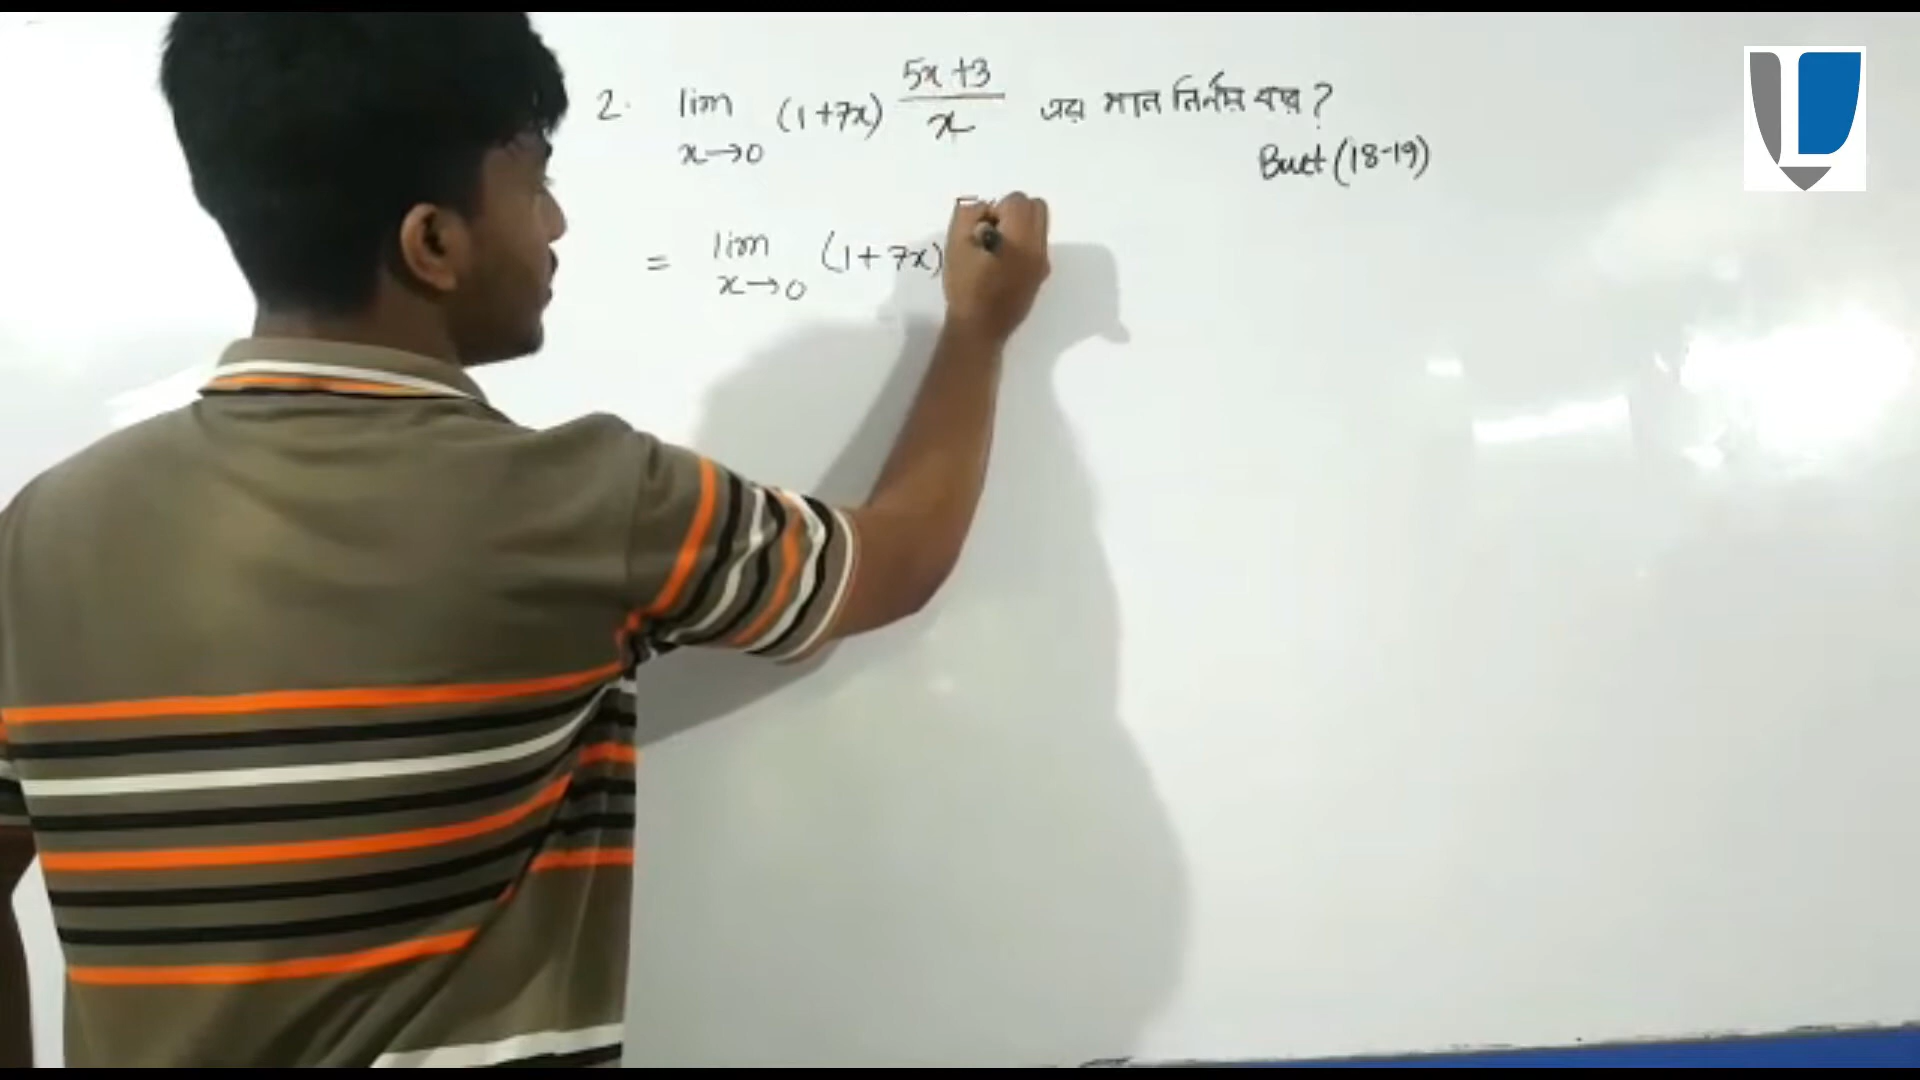 2. lim (1+7x) 5x+3/x এর মান নির্ণয় কর?
x→0
Buet (18-19)
= lim (1+7x)
x→0